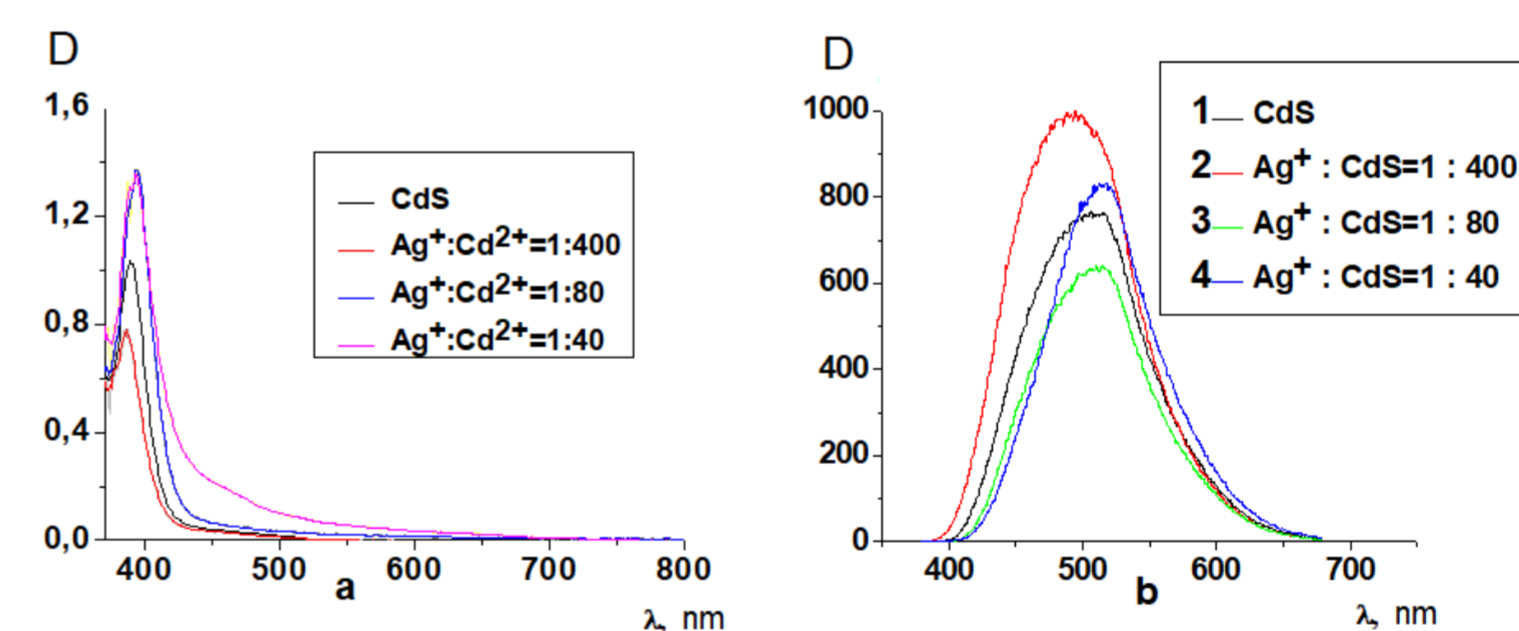 D
1,6
1,2
0,8
0,4
0,0
400 500 600 700 800
CdS
Ag+:Cd2+=1:400
Ag+:Cd2+=1:80
Ag+:Cd2+=1:40
a
λ, nm
D
1000
800
600
400
200
0
400 500 600 700
1 CdS
2 Ag+ : CdS=1 : 400
3 Ag+ : CdS=1 : 80
4 Ag+ : CdS=1 : 40
b
λ, nm